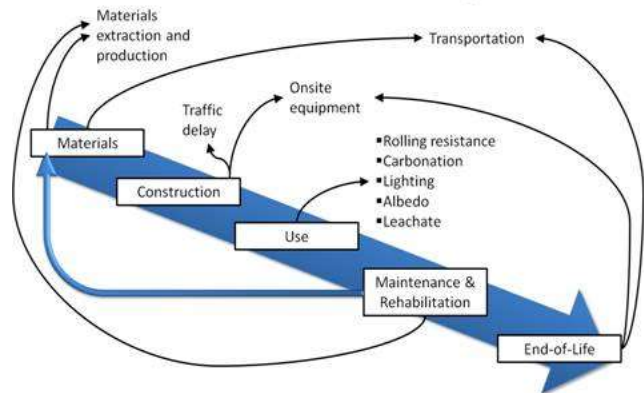 Materials
extraction and
production
Transportation
Onsite
equipment
Traffic
delay
Materials
▪Rolling resistance
▪Carbonation
▪Lighting
▪Albedo
▪Leachate
Construction
Use
Maintenance &
Rehabilitation
End-of-Life